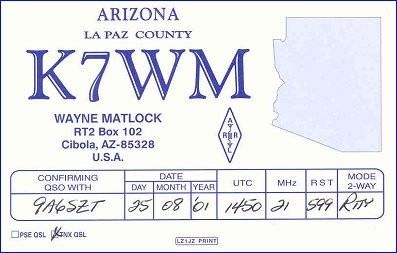 ARIZONA
LA PAZ COUNTY
K7WM
WAYNE MATLOCK
RT2 Box 102
Cibola, AZ-85328
U.S.A.
A
R R L
CONFIRMING QSO WITH DATE DAY MONTH YEAR UTC MHz R S T MODE 2-WAY
9A6SZT 25 08 '01 1450 21 599 RTTY
PSE QSL TNX QSL
LZ1JZ PRINT